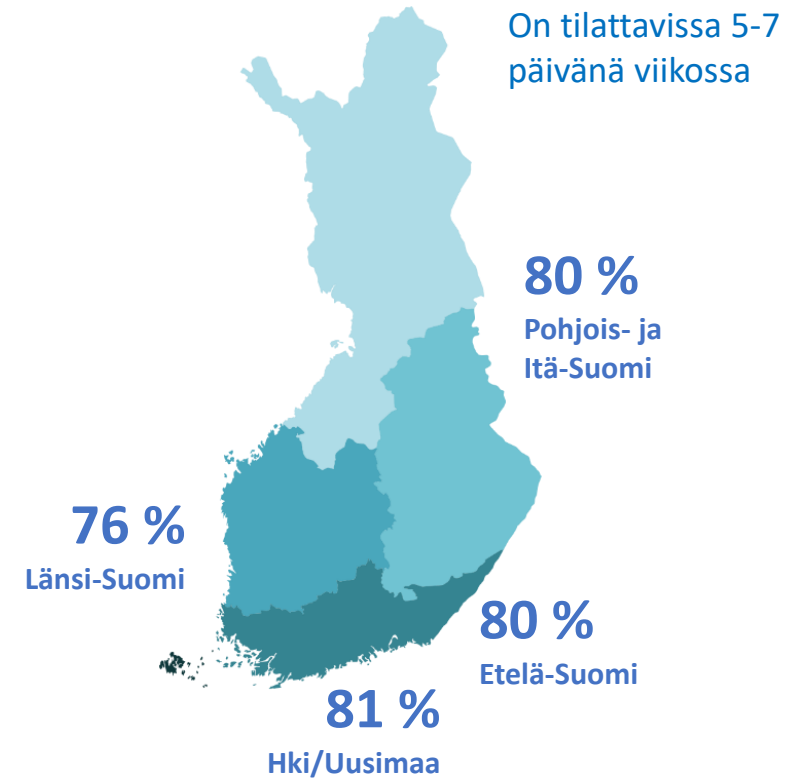 On tilattavissa 5-7
päivänä viikossa
80 %
Pohjois- ja
Itä-Suomi
76 %
Länsi-Suomi
80 %
Etelä-Suomi
81 %
Hki/Uusimaa